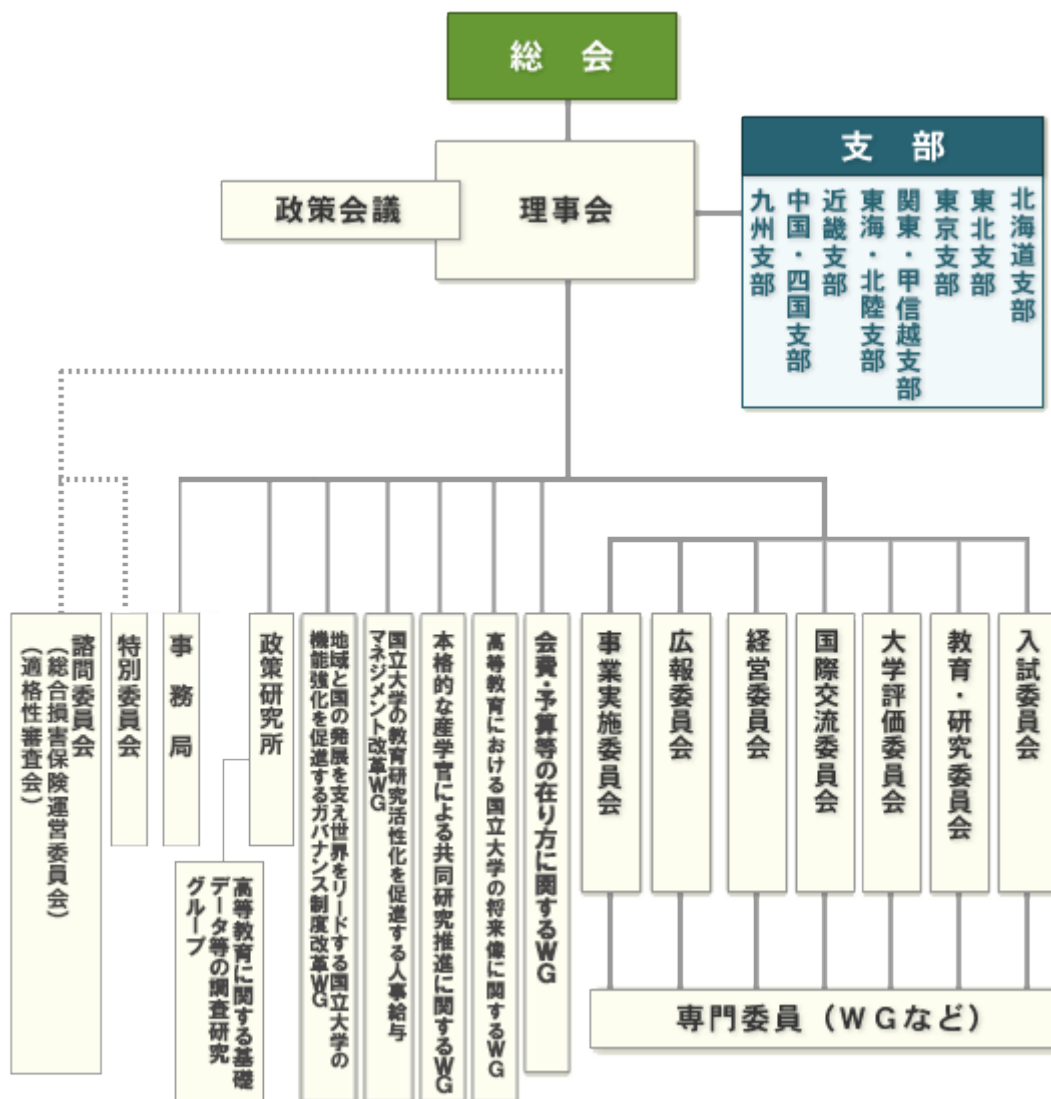 総　会
政策会議
理事会
支　部
北海道支部
東北支部
東京支部
関東・甲信越支部
東海・北陸支部
近畿支部
中国・四国支部
九州支部
入試委員会
教育・研究委員会
大学評価委員会
国際交流委員会
経営委員会
広報委員会
事業実施委員会
会費・予算等の在り方に関するWG
高等教育における国立大学の将来像に関するWG
本格的な産学官による共同研究推進に関するWG
国立大学の教育研究活性化を促進する人事給与
マネジメント改革WG
地域と国の発展を支え世界をリードする国立大学の
機能強化を促進するガバナンス制度改革WG
政策研究所
高等教育に関する基礎
データ等の調査研究
グループ
事　務　局
特別委員会
諮問委員会
（総合損害保険運営委員会）
（適格性審査会）
専門委員（WGなど）